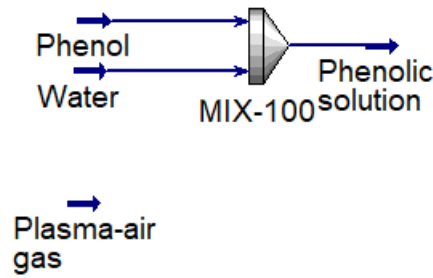 Phenol
Water
MIX-100
Phenolic
solution
Plasma-air
gas